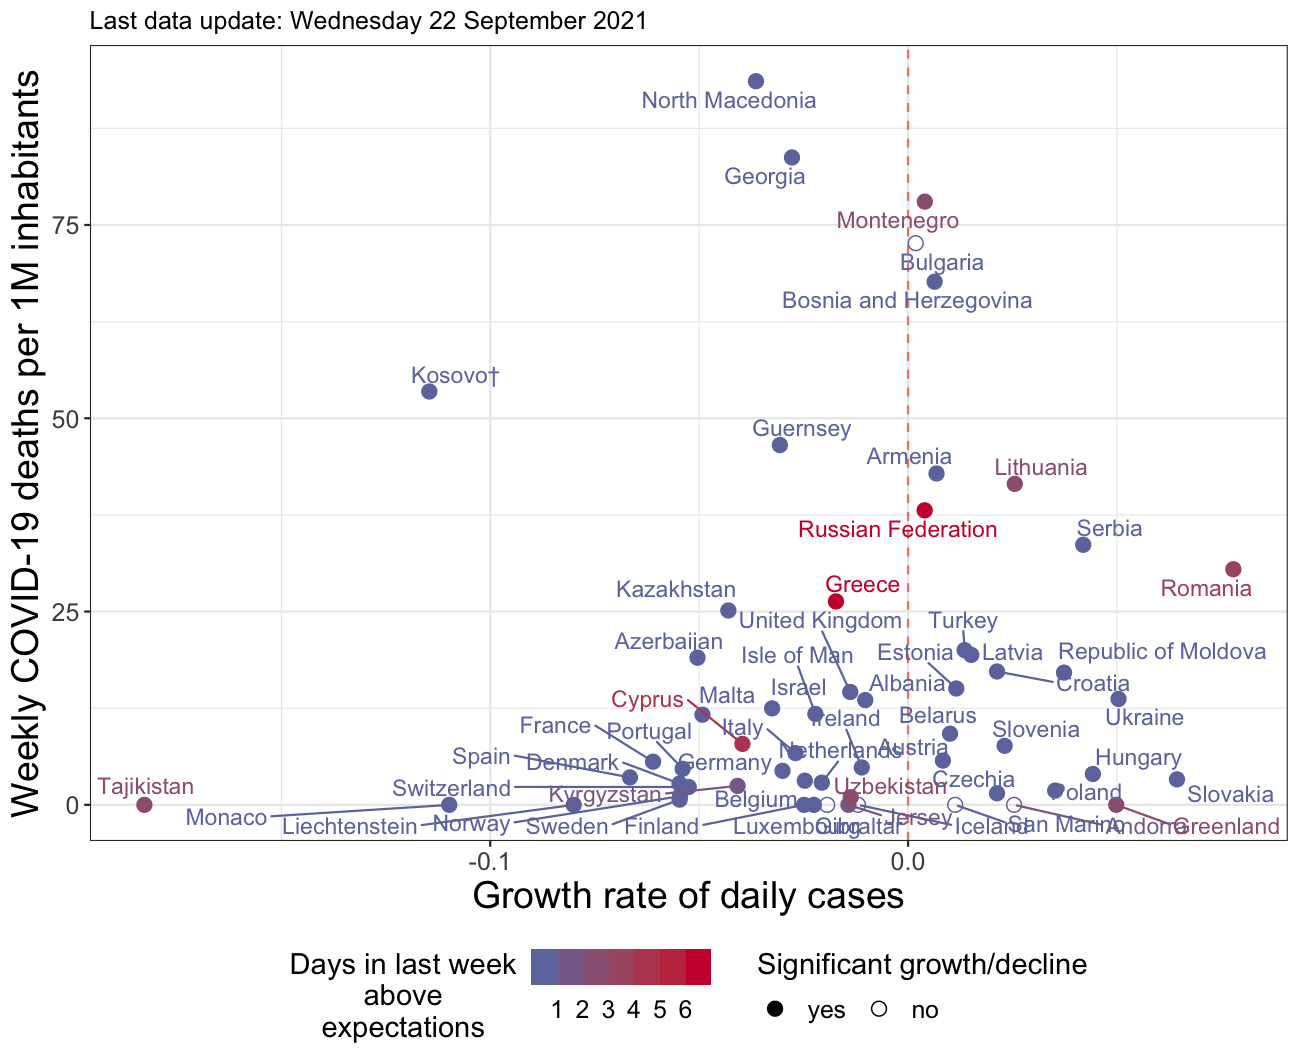 Last data update: Wednesday 22 September 2021
Weekly COVID-19 deaths per 1M inhabitants
North Macedonia
Georgia
75
Montenegro
Bulgaria
Bosnia and Herzegovina
Kosovo†
50
Guernsey
Armenia
Lithuania
Russian Federation
Serbia
Romania
Greece
Kazakhstan
25
United Kingdom
Turkey
Azerbaijan
Isle of Man
Estonia
Latvia
Republic of Moldova
Cyprus
Malta
Israel
Albania
Croatia
France
Portugal
Italy
Ireland
Belarus
Ukraine
Spain
Denmark
Germany
Netherlands
Austria
Slovenia
Hungary
Tajikistan
Switzerland
Kyrgyzstan
Belgium
Uzbekistan
Czechia
Poland
Slovakia
0
Monaco
Liechtenstein
Norway
Sweden
Finland
Luxembourg
Gibraltar
Jersey
Iceland
San Marino
Andorra
Greenland
-0.1
0.0
Growth rate of daily cases
Days in last week
above
expectations
1 2 3 4 5 6
Significant growth/decline
yes
no